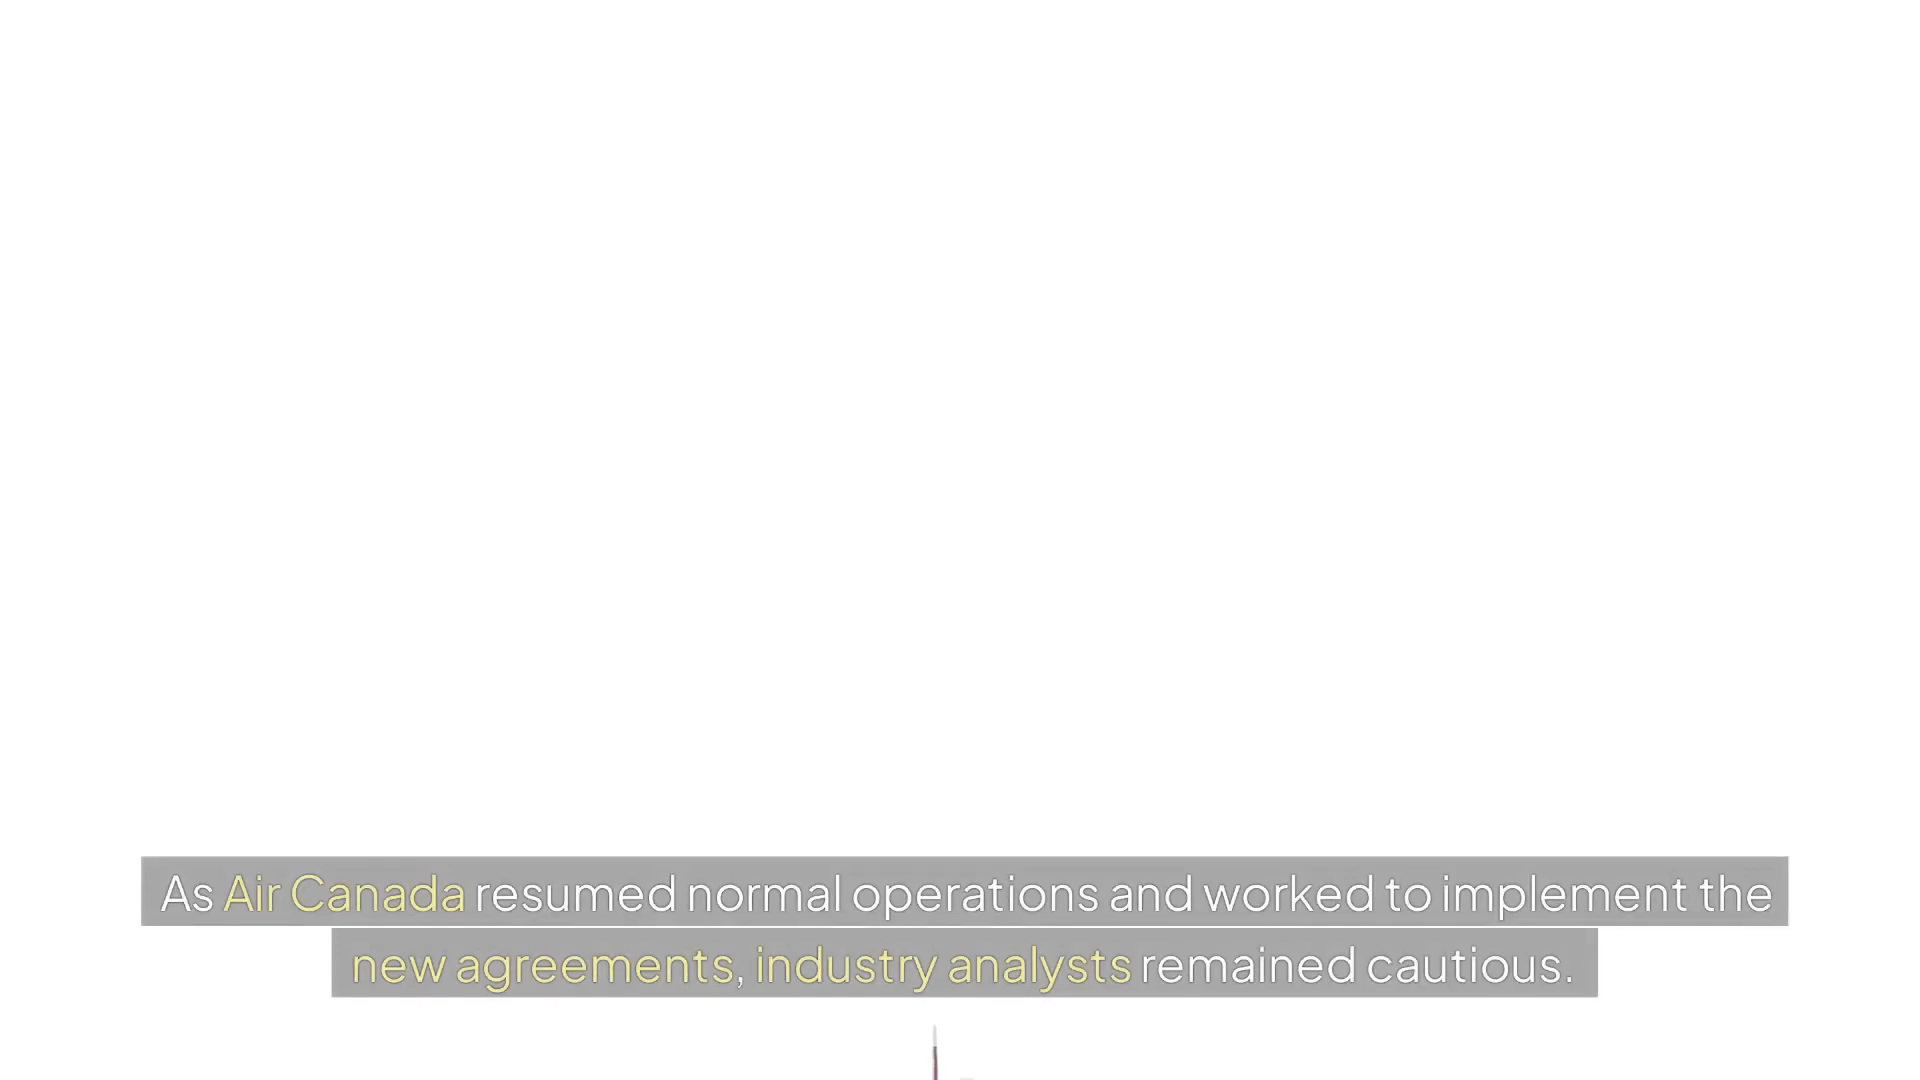 As Air Canada resumed normal operations and worked to implement the
new agreements, industry analysts remained cautious.